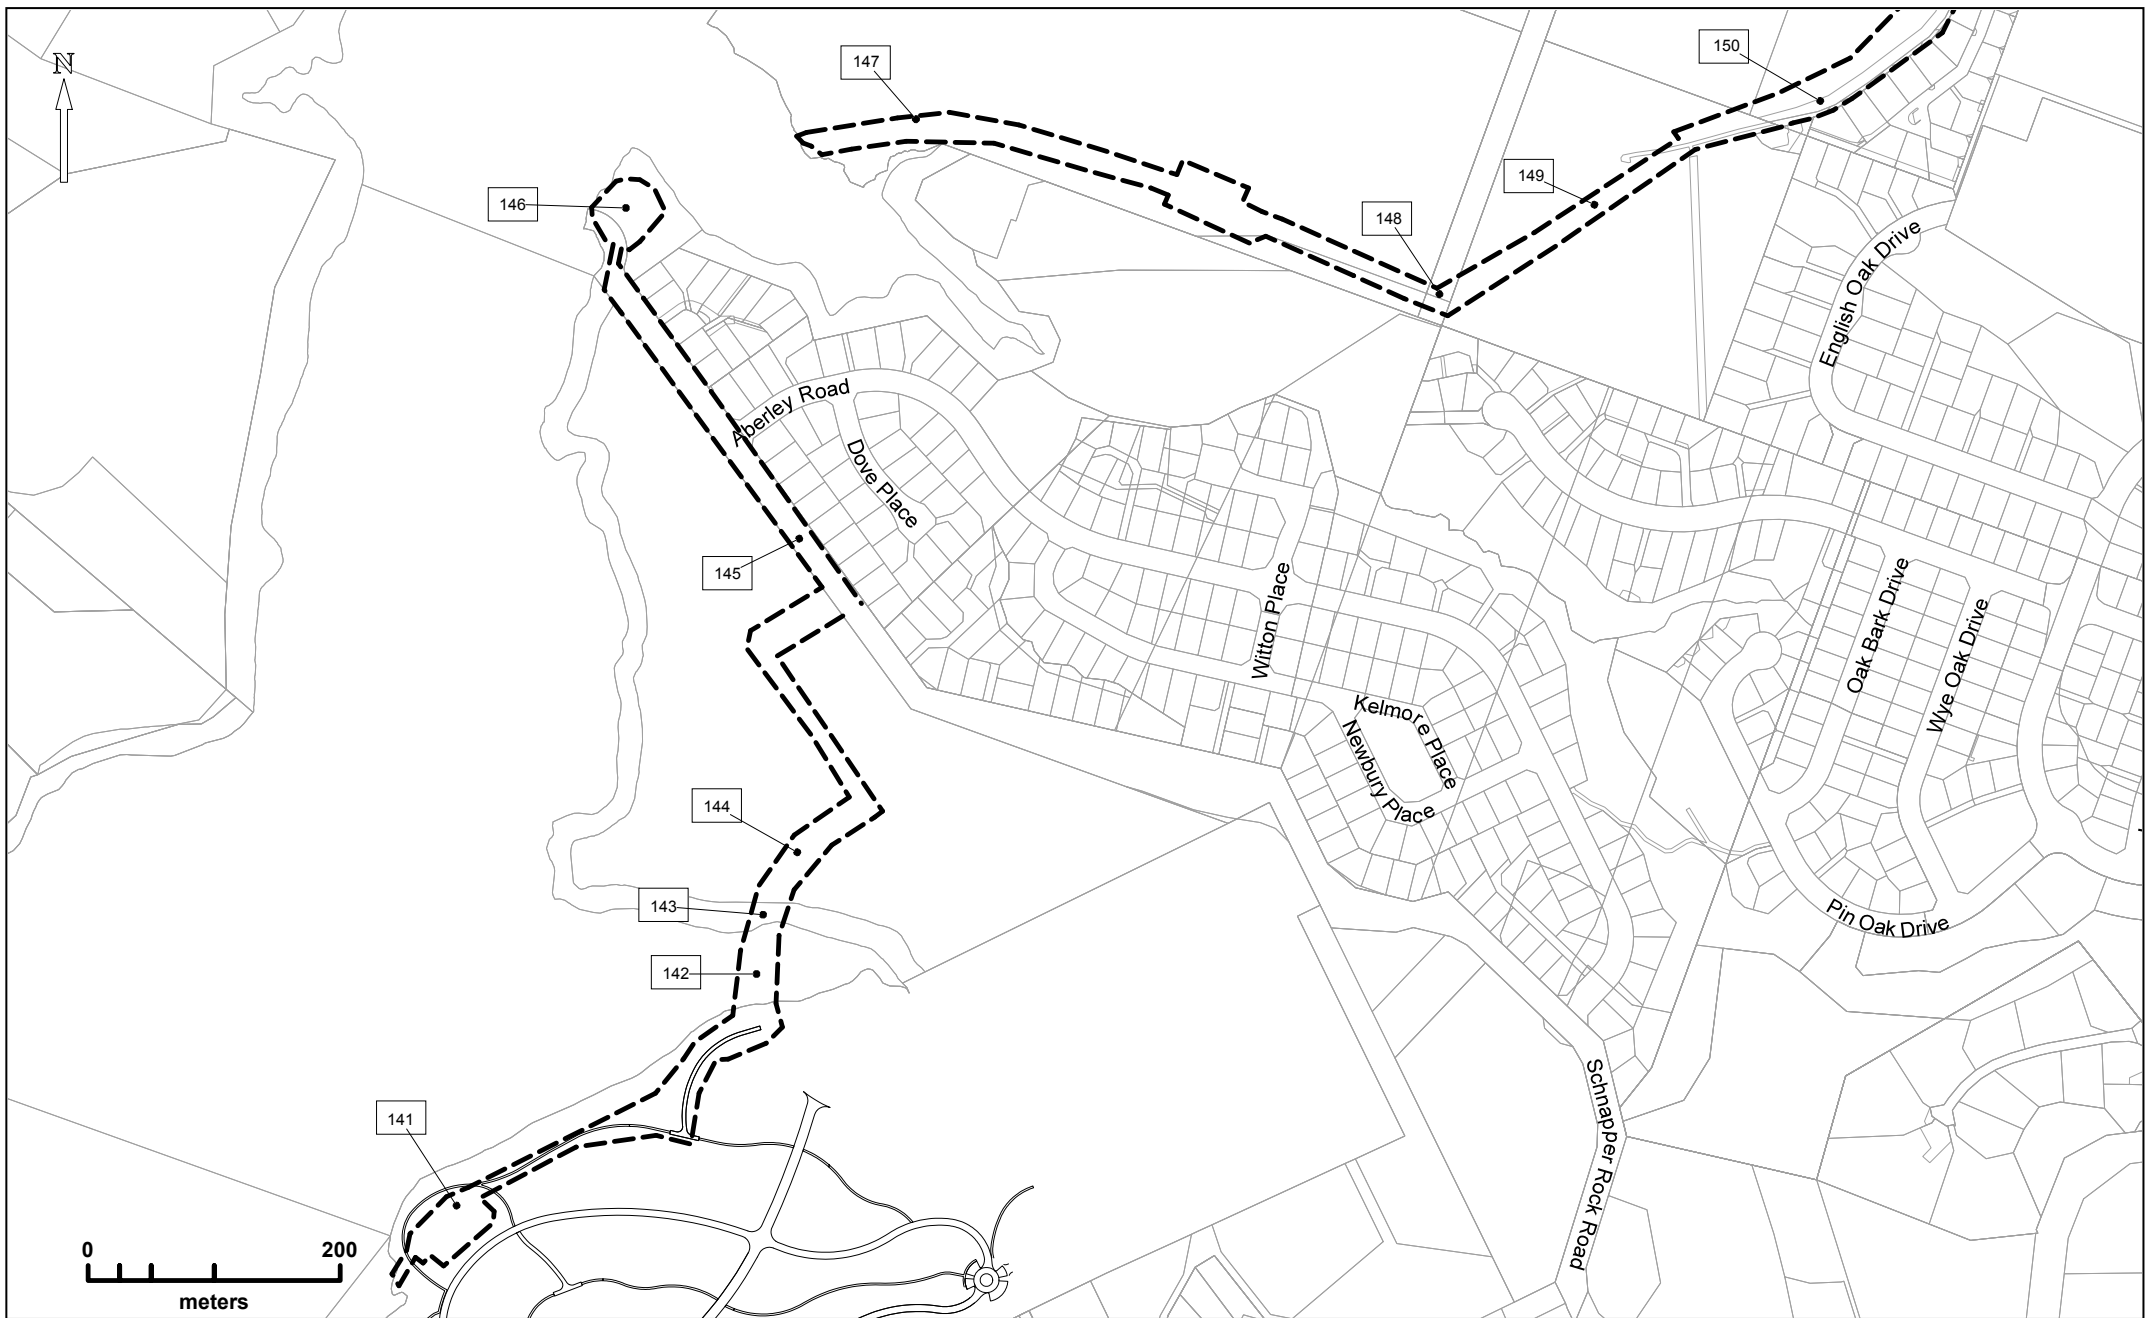 N
147
150
146
149
148
English Oak Drive
Aberley Road
Dove Place
145
Witton Place
Oak Bark Drive
Wye Oak Drive
Kelmore Place
Newbury Place
144
143
142
Pin Oak Drive
Schnapper Rock Road
141
0 200
meters